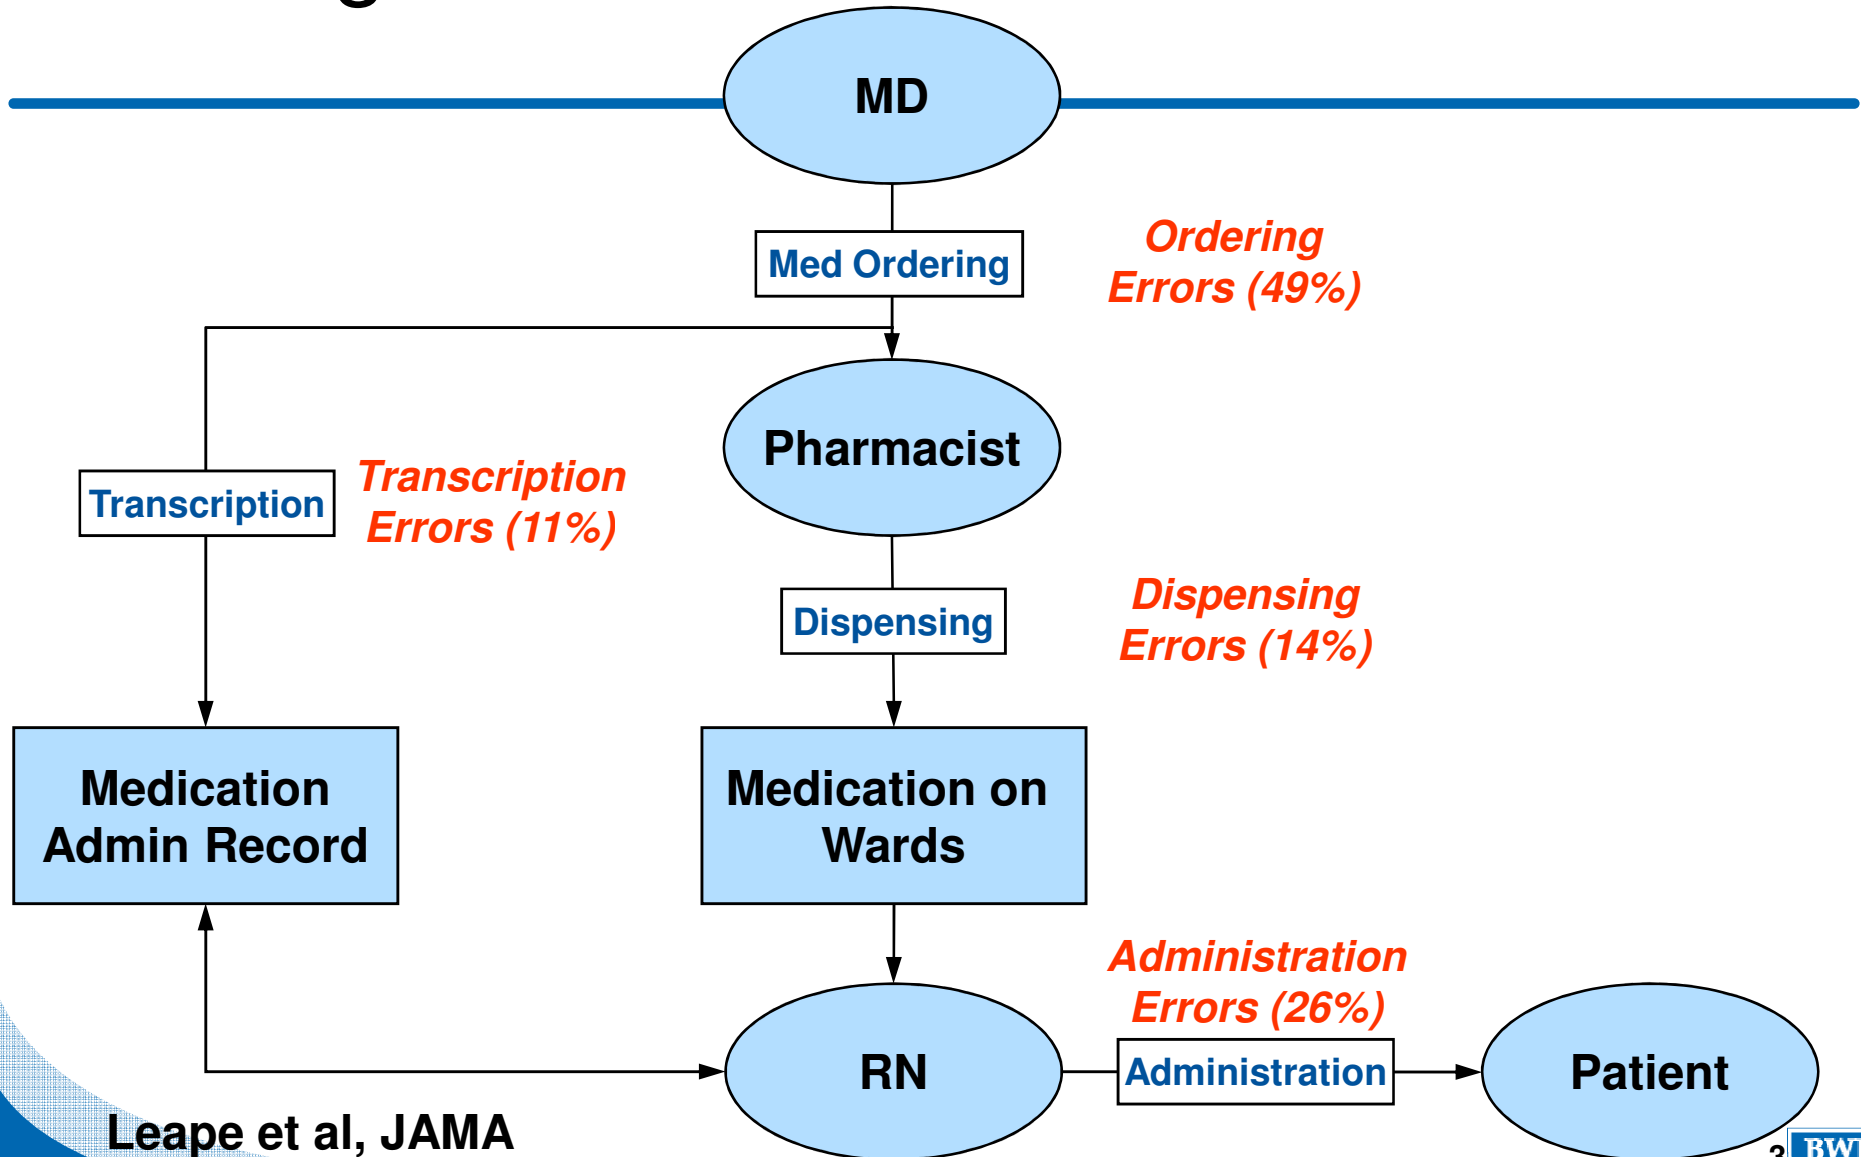 MD
Med Ordering
Ordering
Errors (49%)
Pharmacist
Transcription
Transcription
Errors (11%)
Dispensing
Dispensing
Errors (14%)
Medication
Admin Record
Medication on
Wards
Administration
Errors (26%)
RN
Administration
Patient
Leape et al, JAMA
3